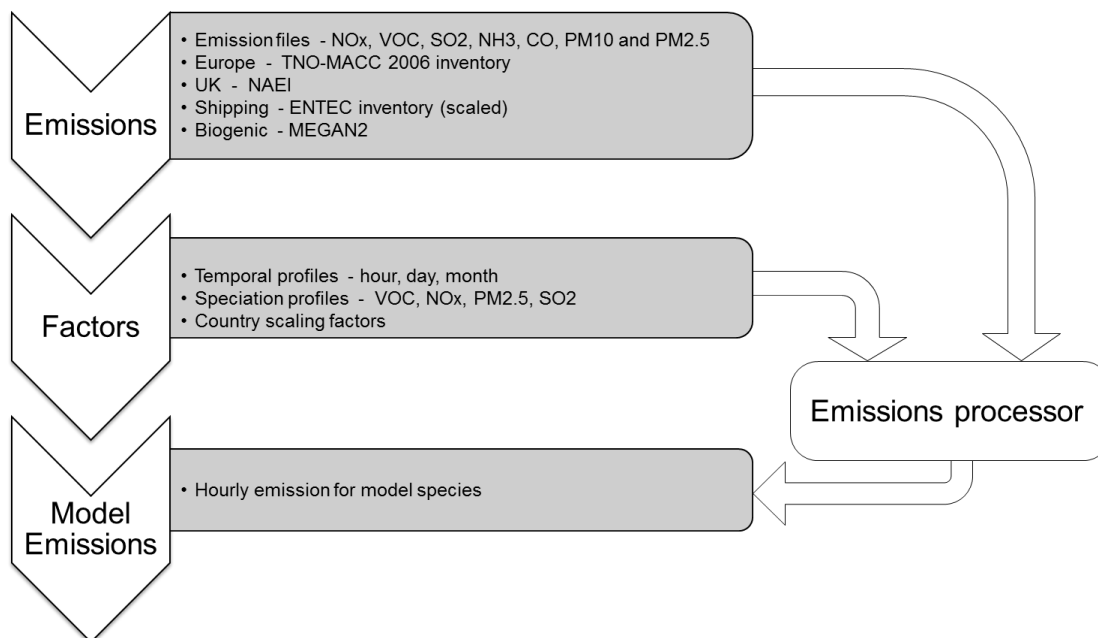 Emissions
• Emission files - NOx, VOC, SO2, NH3, CO, PM10 and PM2.5
• Europe - TNO-MACC 2006 inventory
• UK - NAEI
• Shipping - ENTEC inventory (scaled)
• Biogenic - MEGAN2
Factors
• Temporal profiles - hour, day, month
• Speciation profiles - VOC, NOx, PM2.5, SO2
• Country scaling factors
Emissions processor
Model
Emissions
• Hourly emission for model species